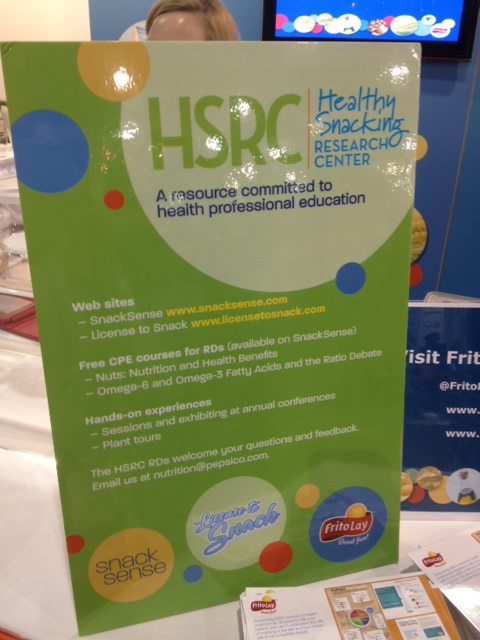 HSRC
Healthy
Snacking
RESEARCH
CENTER
A resource committed to
health professional education
Web sites
– SnackSense www.snacksense.com
– License to Snack www.licensetosnack.com
Free CPE courses for RDs (available on SnackSense)
– Nuts: Nutrition and Health Benefits
– Omega-6 and Omega-3 Fatty Acids and the Ratio Debate
Hands-on experiences
– Sessions and exhibiting at annual conferences
– Plant tours
The HSRC RDs welcome your questions and feedback.
Email us at nutrition@pepsico.com.
snack
sense
License to
Snack
FritoLay
Good fun!
Visit Frit
@Frito
www.
www.
FritoLay
FritoLay